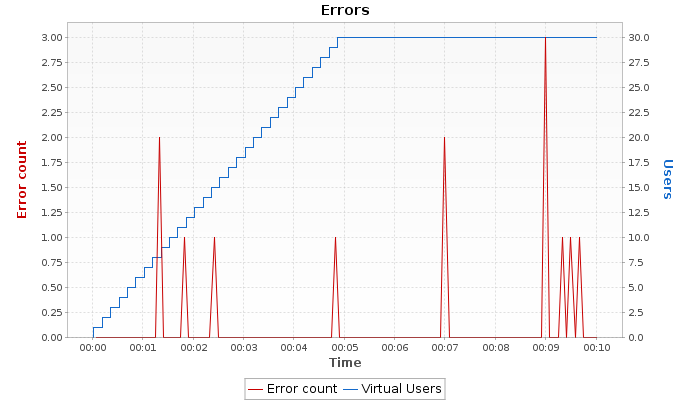 Errors
3.00 30.0
2.75 27.5
2.50 25.0
2.25 22.5
2.00 20.0
1.75 17.5
1.50 15.0
1.25 12.5
1.00 10.0
0.75 7.5
0.50 5.0
0.25 2.5
0.00 0.0
Error count
Users
00:00 00:01 00:02 00:03 00:04 00:05 00:06 00:07 00:08 00:09 00:10
Time
Error count Virtual Users